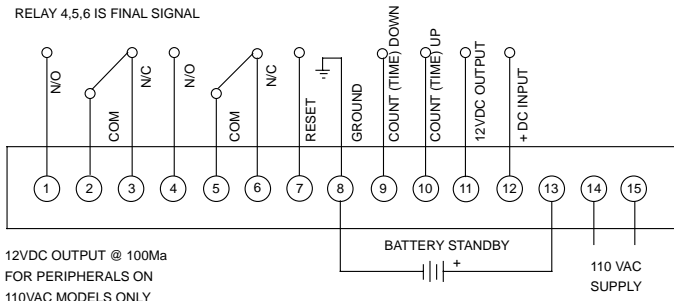 RELAY 4,5,6 IS FINAL SIGNAL
N/O
COM
N/C
N/O
COM
N/C
RESET
GROUND
COUNT (TIME) DOWN
COUNT (TIME) UP
12VDC OUTPUT
+ DC INPUT
1 2 3 4 5 6 7 8 9 10 11 12 13 14 15
BATTERY STANDBY
+
12VDC OUTPUT @ 100Ma
FOR PERIPHERALS ON
110VAC MODELS ONLY
110 VAC
SUPPLY